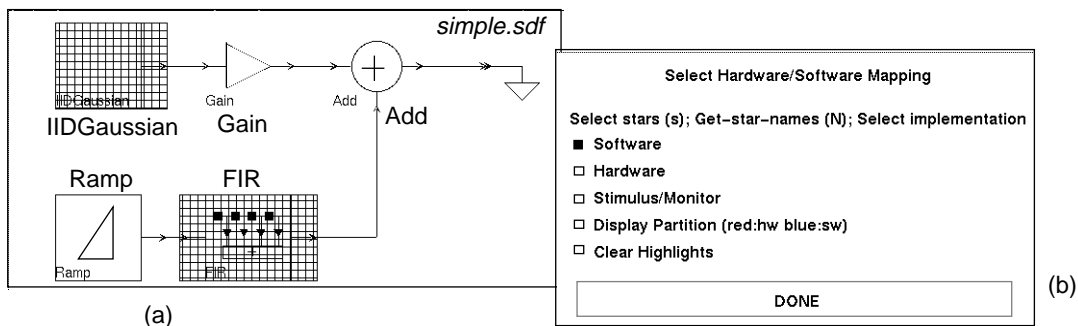 simple.sdf
IIDGaussian
Gain
Add
IIDGaussian
Gain
Add
Ramp
FIR
Ramp
FIR
(a)
Select Hardware/Software Mapping
Select stars (s); Get-star-names (N); Select implementation
Software
Hardware
Stimulus/Monitor
Display Partition (red:hw blue:sw)
Clear Highlights
DONE
(b)